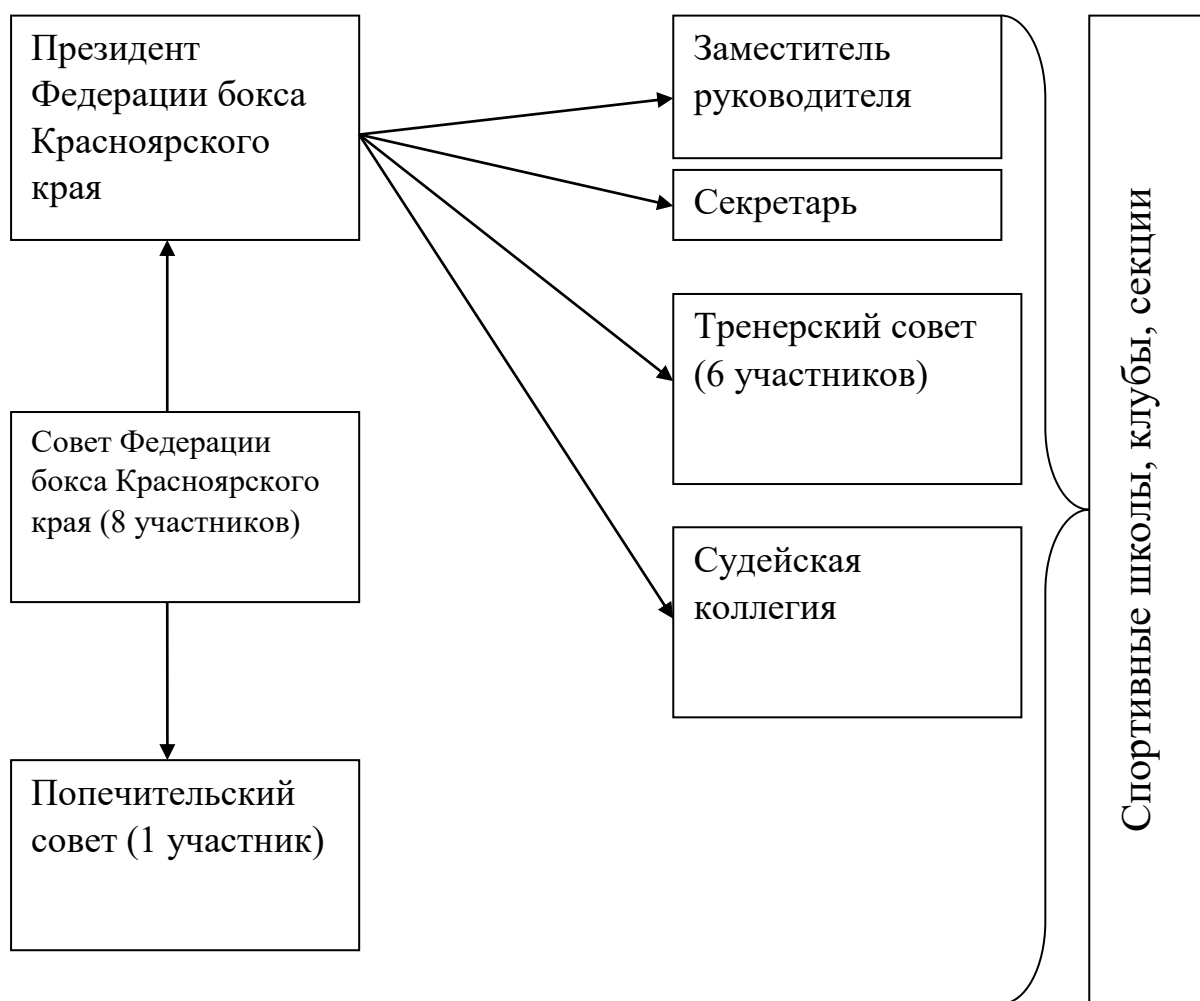 Президент
Федерации бокса
Красноярского
края
Заместитель
руководителя
Секретарь
Тренерский совет
(6 участников)
Судейская
коллегия
Совет Федерации
бокса Красноярского
края (8 участников)
Попечительский
совет (1 участник)
Спортивные школы, клубы, секции